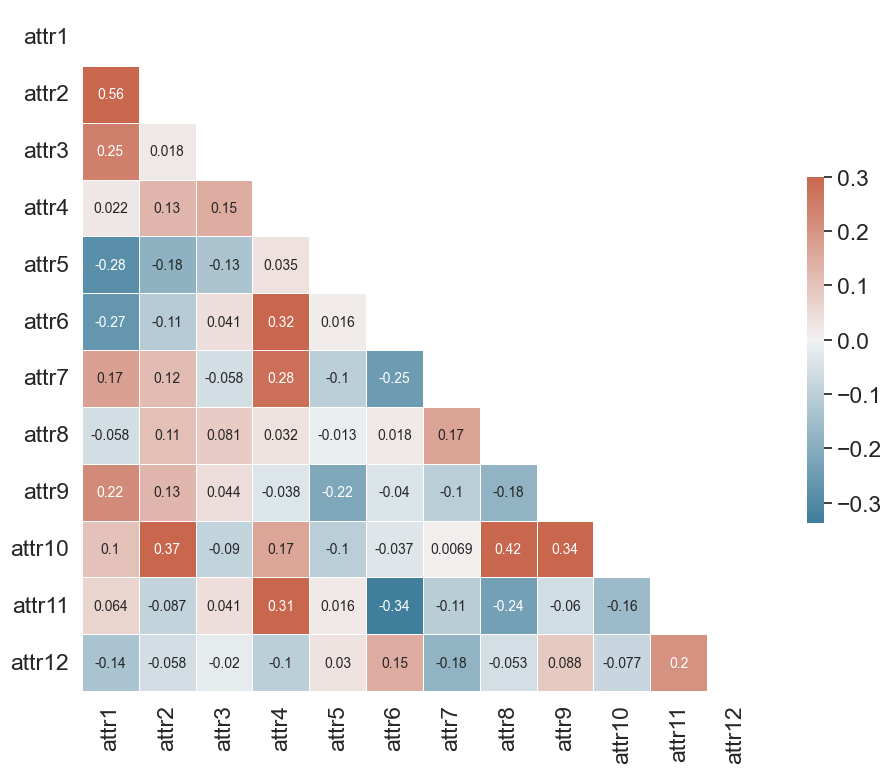 attr1
attr2 0.56
attr3 0.25 0.018
attr4 0.022 0.13 0.15
attr5 -0.28 -0.18 -0.13 0.035
attr6 -0.27 -0.11 0.041 0.32 0.016
attr7 0.17 0.12 -0.058 0.28 -0.1 -0.25
attr8 -0.058 0.11 0.081 0.032 -0.013 0.018 0.17
attr9 0.22 0.13 0.044 -0.038 -0.22 -0.04 -0.1 -0.18
attr10 0.1 0.37 -0.09 0.17 -0.1 -0.037 0.0069 0.42 0.34
attr11 0.064 -0.087 0.041 0.31 0.016 -0.34 -0.11 -0.24 -0.06 -0.16
attr12 -0.14 -0.058 -0.02 -0.1 0.03 0.15 -0.18 -0.053 0.088 -0.077 0.2
attr1 attr2 attr3 attr4 attr5 attr6 attr7 attr8 attr9 attr10 attr11 attr12
0.3
0.2
0.1
0.0
−0.1
−0.2
−0.3